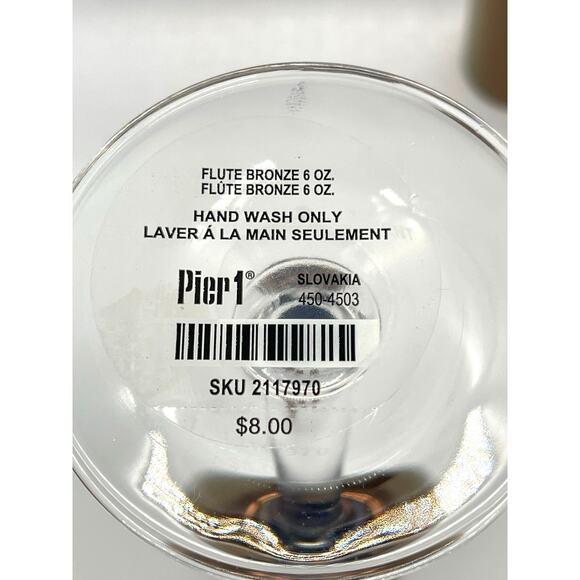 FLUTE BRONZE 6 OZ.
FLÛTE BRONZE 6 OZ.
HAND WASH ONLY
LAVER Á LA MAIN SEULEMENT
Pier1® SLOVAKIA
450-4503
SKU 2117970
$8.00